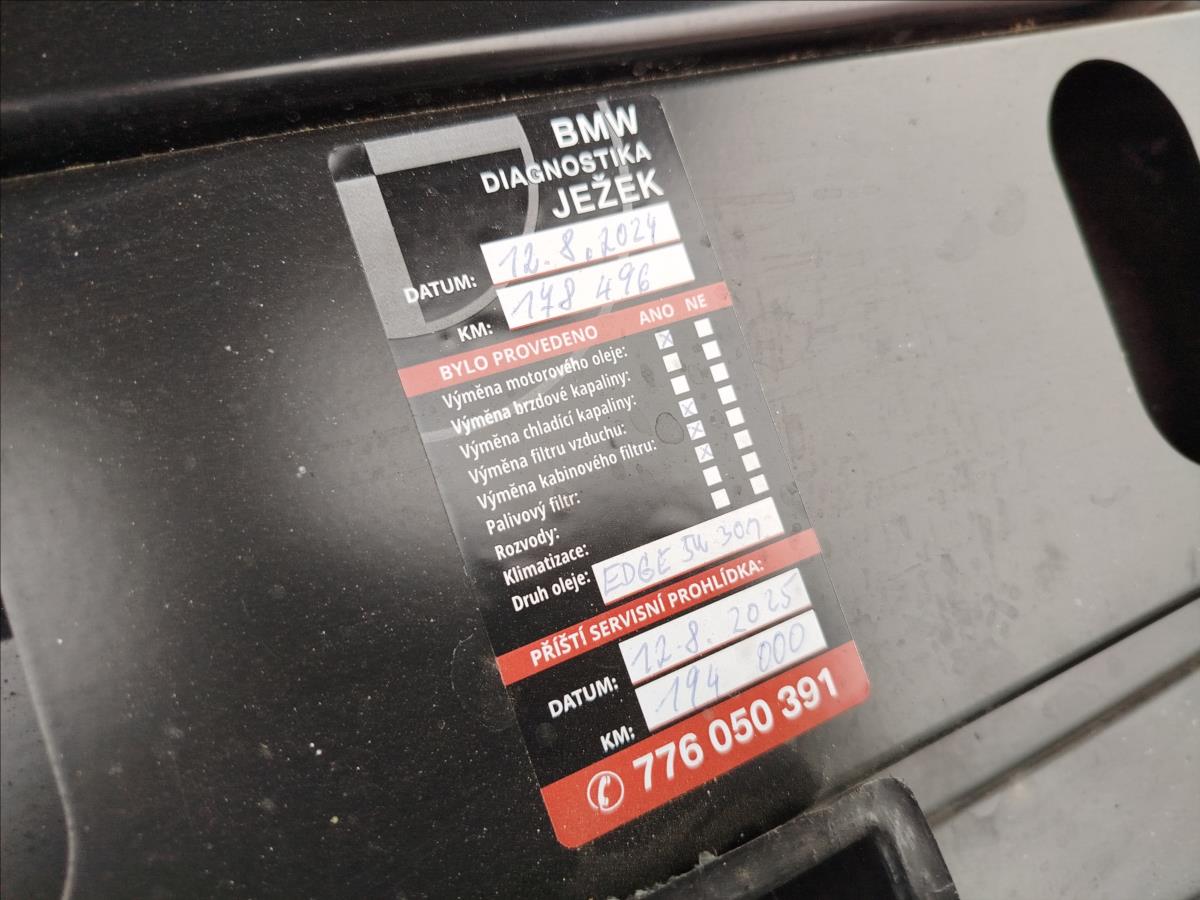 BMW
DIAGNOSTIKA
JEŽEK
DATUM: 12.8.2024
KM: 178 496
BYLO PROVEDENO ANO NE
Výměna motorového oleje: x
Výměna brzdové kapaliny:
Výměna chladící kapaliny:
Výměna filtru vzduchu: x
Výměna kabinového filtru: x
Palivový filtr: x
Rozvody:
Klimatizace:
Druh oleje: EDGE 5W 30
PŘÍŠTÍ SERVISNÍ PROHLÍDKA:
DATUM: 12.8. 2025
KM: 194 000
776 050 391